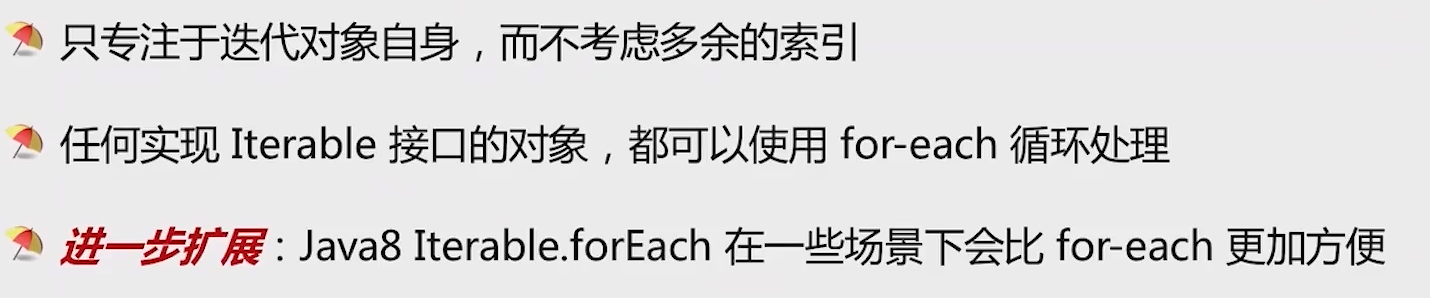 只专注于迭代对象自身，而不考虑多余的索引
任何实现 Iterable 接口的对象，都可以使用 for-each 循环处理
进一步扩展：Java8 Iterable.forEach 在一些场景下会比 for-each 更加方便